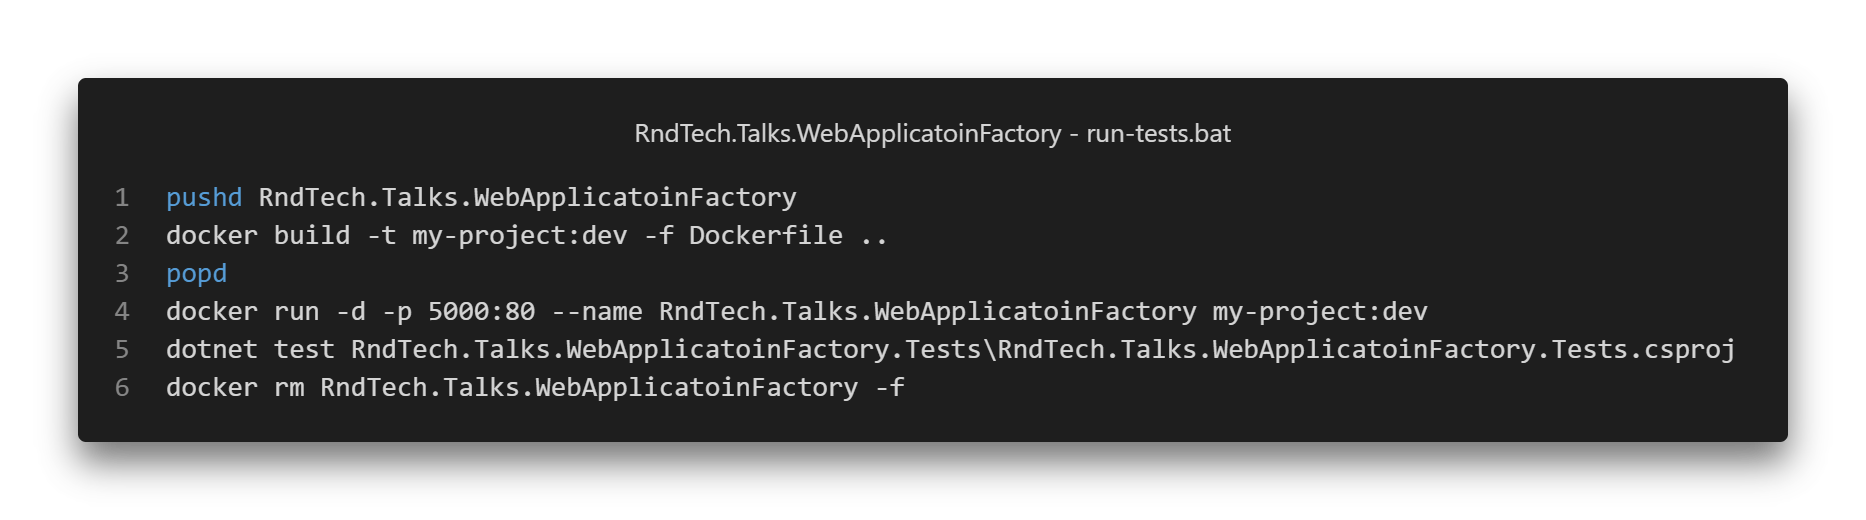 RndTech.Talks.WebApplicatoinFactory - run-tests.bat
1 pushd RndTech.Talks.WebApplicatoinFactory
2 docker build -t my-project:dev -f Dockerfile ..
3 popd
4 docker run -d -p 5000:80 --name RndTech.Talks.WebApplicatoinFactory my-project:dev
5 dotnet test RndTech.Talks.WebApplicatoinFactory.Tests\RndTech.Talks.WebApplicatoinFactory.Tests.csproj
6 docker rm RndTech.Talks.WebApplicatoinFactory -f